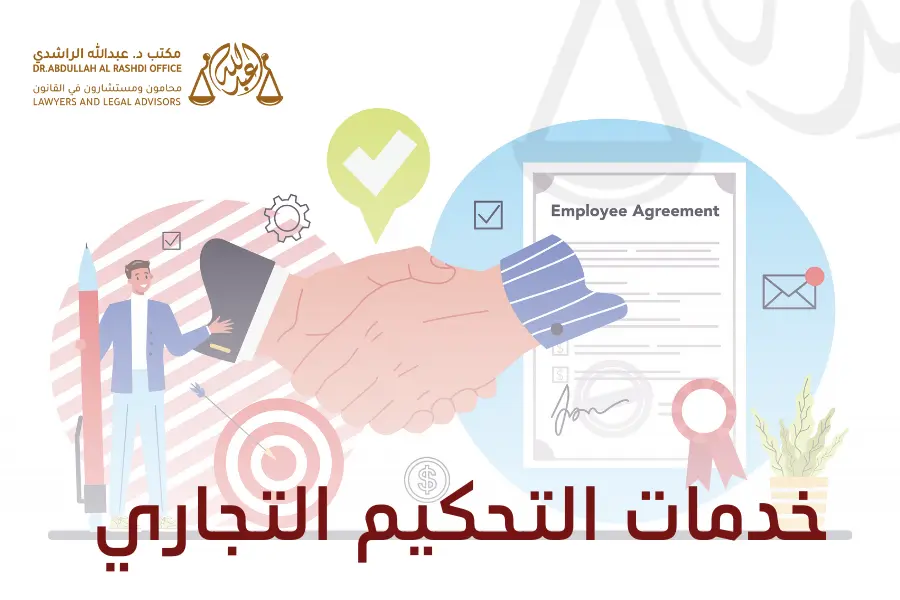 مكتب د. عبدالله الراشدي
DR.ABDULLAH AL RASHDI OFFICE
محامون ومستشارون في القانون
LAWYERS AND LEGAL ADVISORS
عبدالله
Employee Agreement
خدمات التحكيم التجاري